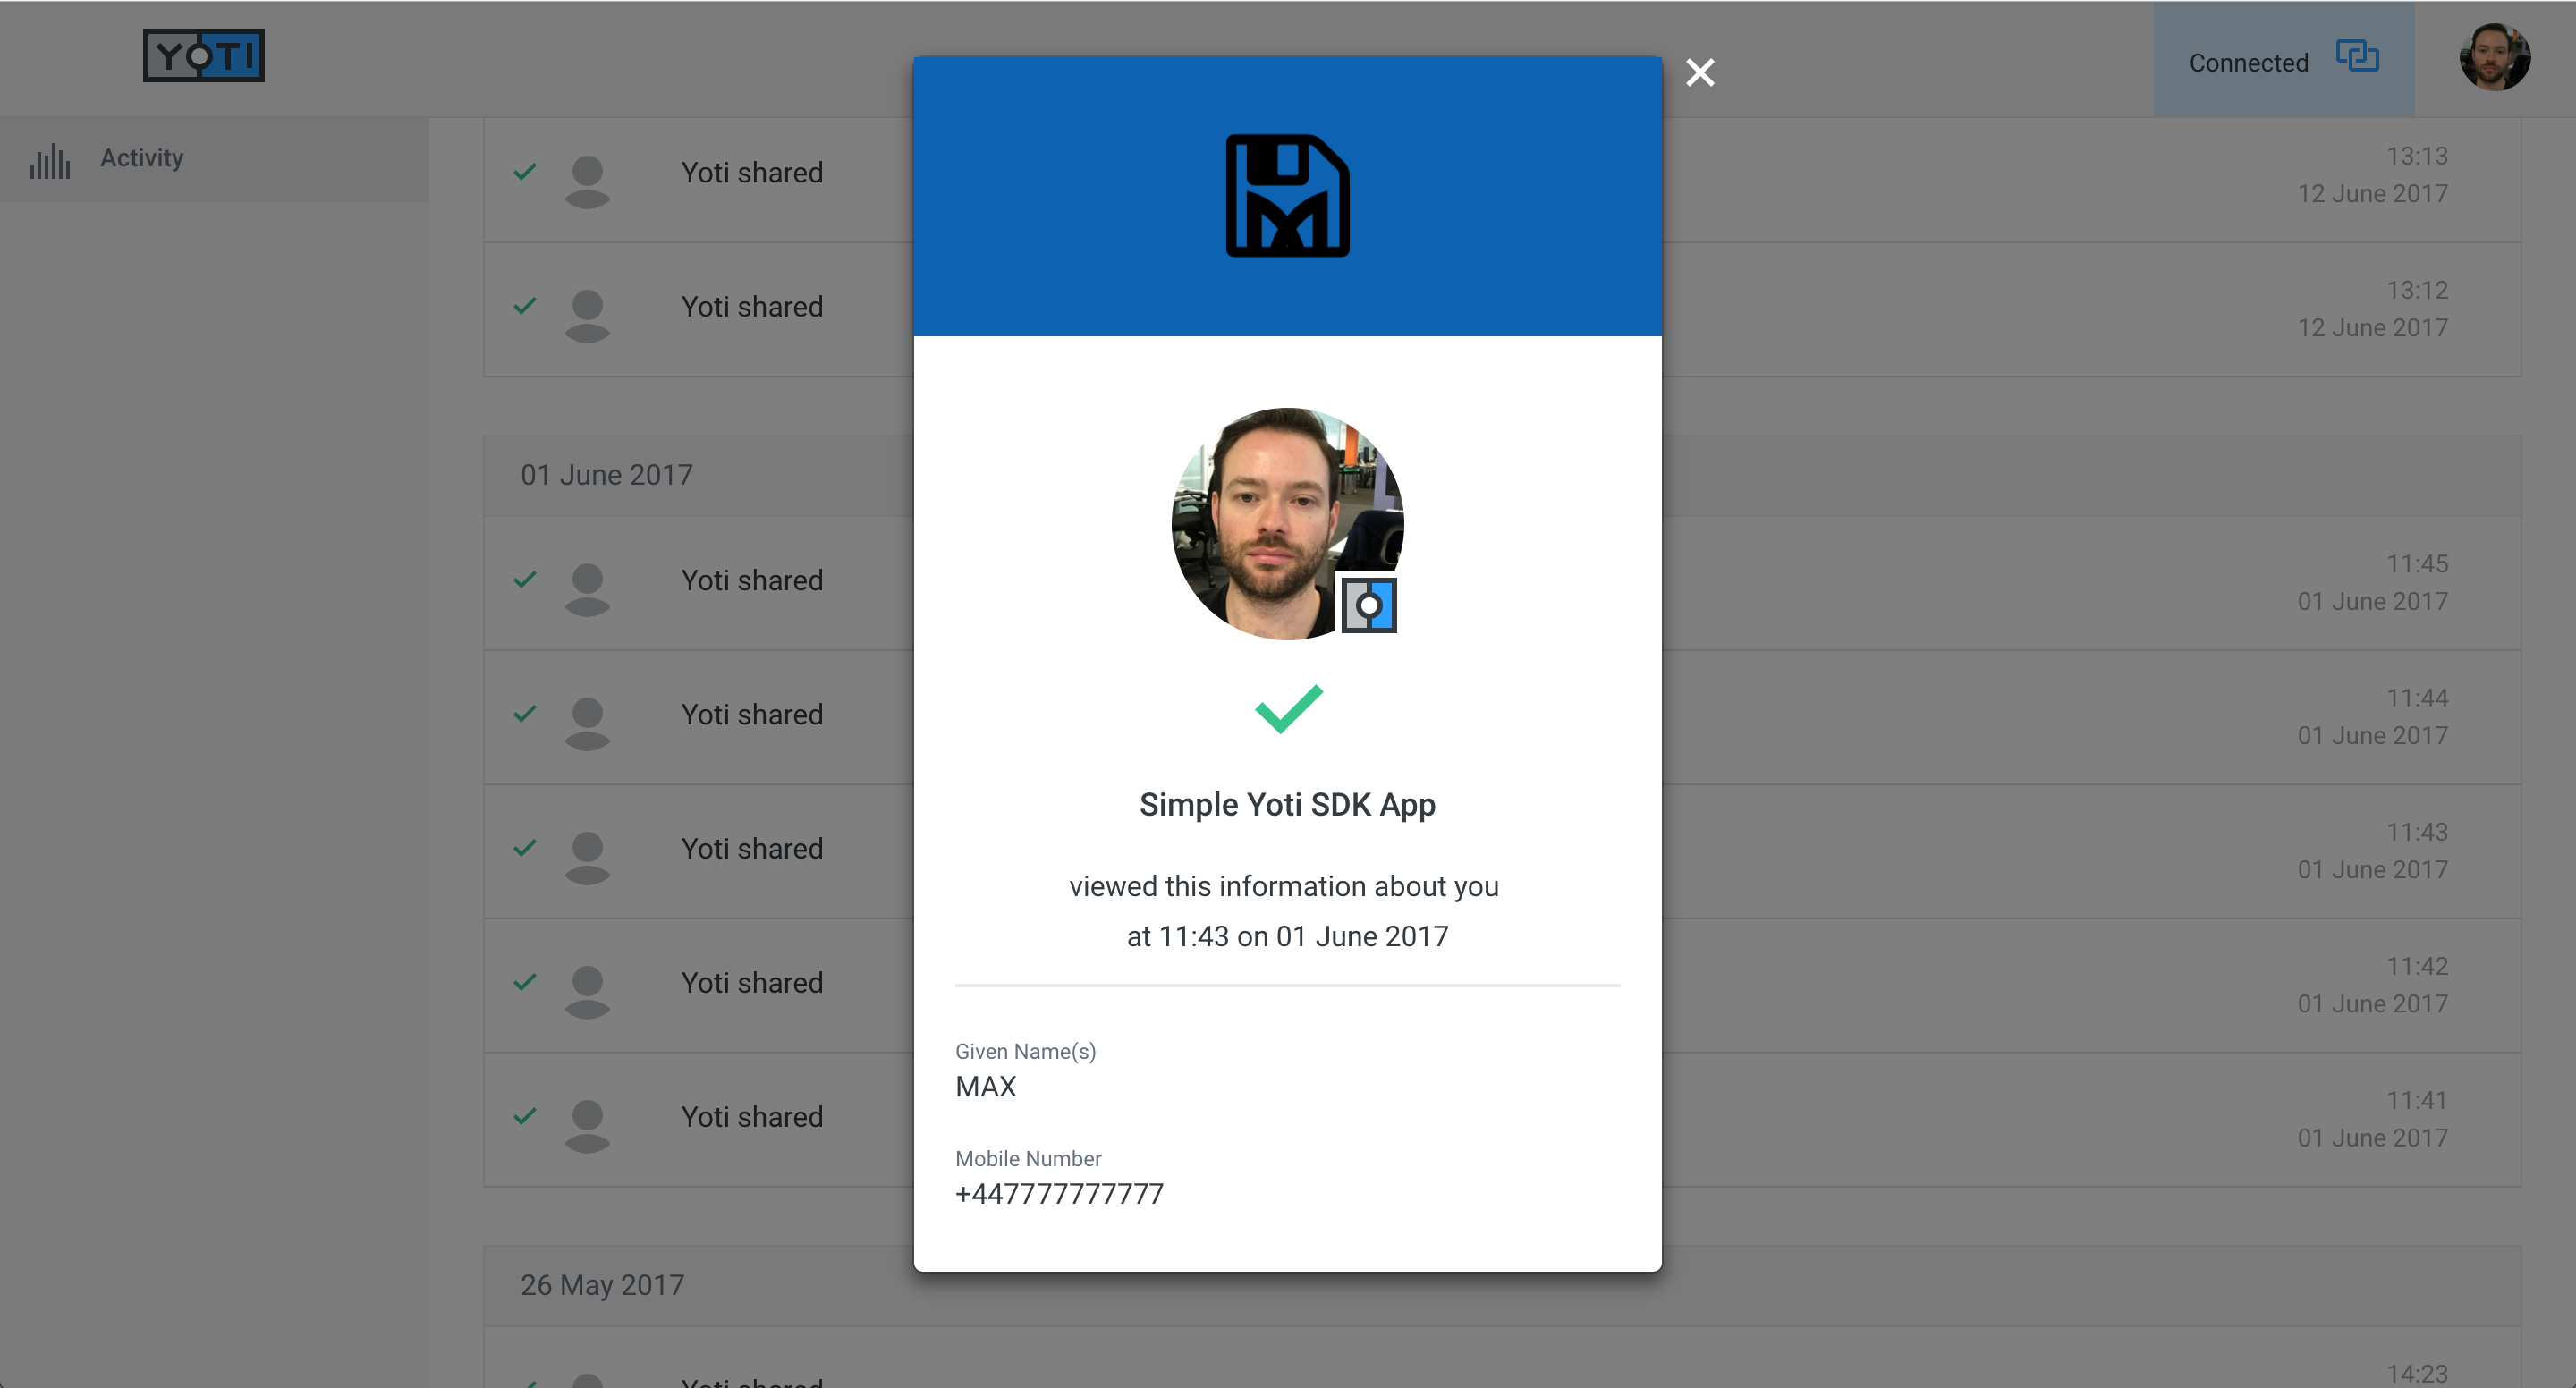 YOTI
Connected
Activity
Yoti shared
13:13
12 June 2017
Yoti shared
13:12
12 June 2017
01 June 2017
Yoti shared
11:45
01 June 2017
Yoti shared
11:44
01 June 2017
Yoti shared
11:43
01 June 2017
Yoti shared
11:42
01 June 2017
Yoti shared
11:41
01 June 2017
26 May 2017
Yoti shared
14:23
Simple Yoti SDK App
viewed this information about you
at 11:43 on 01 June 2017
Given Name(s)
MAX
Mobile Number
+447777777777